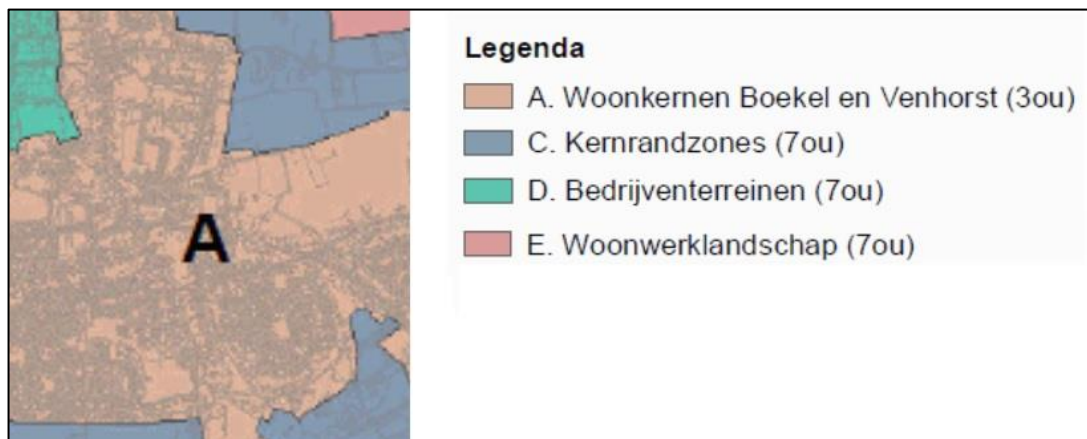 A
Legenda
A. Woonkernen Boekel en Venhorst (3ou)
C. Kernrandzones (7ou)
D. Bedrijventerreinen (7ou)
E. Woonwerklandschap (7ou)